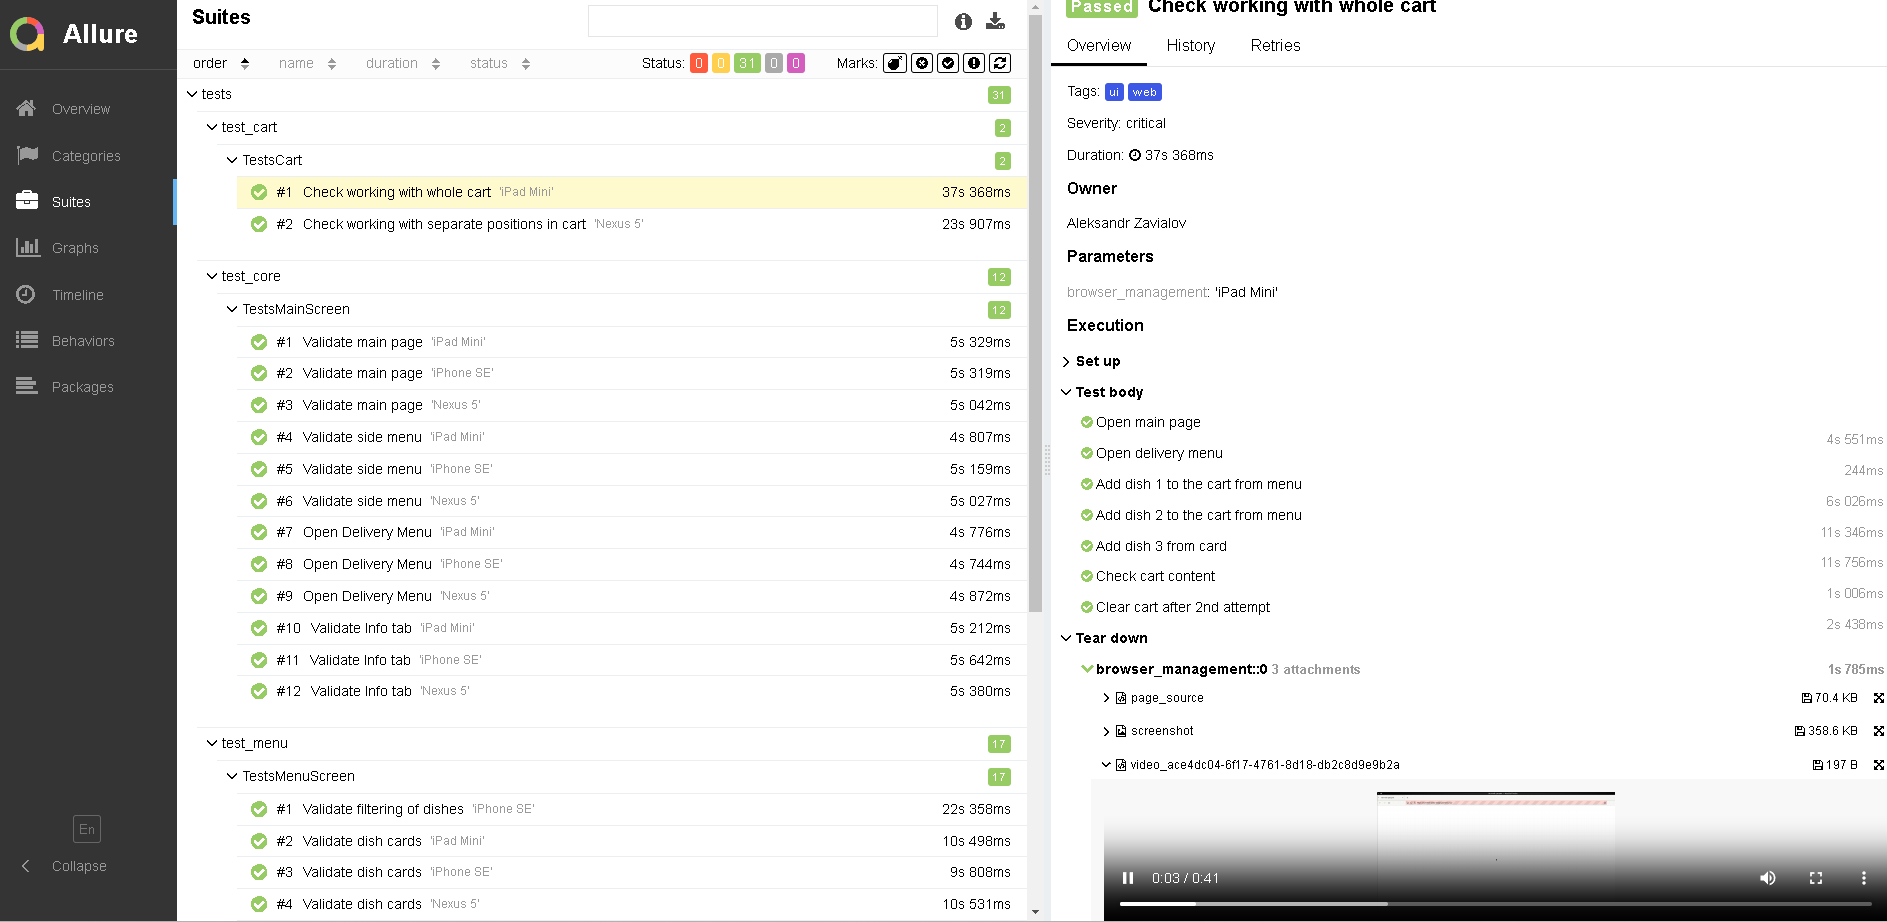 Allure
Overview
Categories
Suites
Graphs
Timeline
Behaviors
Packages
En
Collapse
Suites
order name duration status Status: 0 0 31 0 0 Marks:
tests 31
test_cart 2
TestsCart 2
#1 Check working with whole cart 'iPad Mini' 37s 368ms
#2 Check working with separate positions in cart 'Nexus 5' 23s 907ms
test_core 12
TestsMainScreen 12
#1 Validate main page 'iPad Mini' 5s 329ms
#2 Validate main page 'iPhone SE' 5s 319ms
#3 Validate main page 'Nexus 5' 5s 042ms
#4 Validate side menu 'iPad Mini' 4s 807ms
#5 Validate side menu 'iPhone SE' 5s 159ms
#6 Validate side menu 'Nexus 5' 5s 027ms
#7 Open Delivery Menu 'iPad Mini' 4s 776ms
#8 Open Delivery Menu 'iPhone SE' 4s 744ms
#9 Open Delivery Menu 'Nexus 5' 4s 872ms
#10 Validate Info tab 'iPad Mini' 5s 212ms
#11 Validate Info tab 'iPhone SE' 5s 642ms
#12 Validate Info tab 'Nexus 5' 5s 380ms
test_menu 17
TestsMenuScreen 17
#1 Validate filtering of dishes 'iPhone SE' 22s 358ms
#2 Validate dish cards 'iPad Mini' 10s 498ms
#3 Validate dish cards 'iPhone SE' 9s 808ms
#4 Validate dish cards 'Nexus 5' 10s 531ms
Passed Check working with whole cart
Overview History Retries
Tags: ui web
Severity: critical
Duration: 37s 368ms
Owner
Aleksandr Zavialov
Parameters
browser_management: 'iPad Mini'
Execution
Set up
Test body
Open main page
4s 551ms
Open delivery menu
244ms
Add dish 1 to the cart from menu
6s 026ms
Add dish 2 to the cart from menu
11s 346ms
Add dish 3 from card
11s 756ms
Check cart content
1s 006ms
Clear cart after 2nd attempt
2s 438ms
Tear down
browser_management::0 3 attachments 1s 785ms
page_source 70.4 KB
screenshot 358.6 KB
video_ace4dc04-6f17-4761-8d18-db2c8d9e9b2a 197 B
0:03 / 0:41